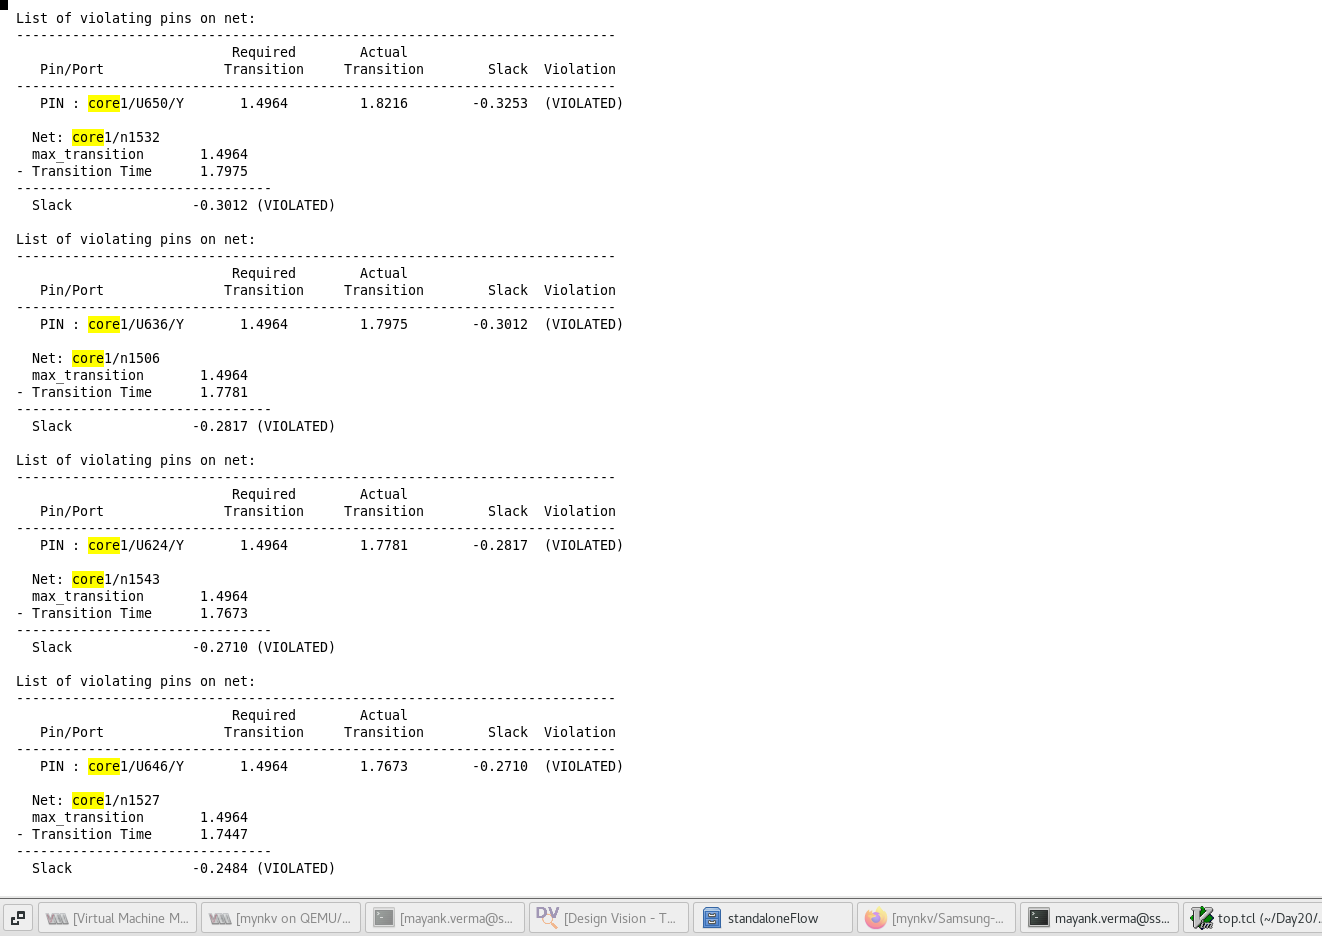 List of violating pins on net:
---------------------------------------------------------------------------
                           Required        Actual
   Pin/Port               Transition     Transition        Slack  Violation
---------------------------------------------------------------------------
   PIN : core1/U650/Y       1.4964         1.8216        -0.3253  (VIOLATED)
  Net: core1/n1532
  max_transition       1.4964
- Transition Time      1.7975
--------------------------------
  Slack               -0.3012 (VIOLATED)
List of violating pins on net:
---------------------------------------------------------------------------
                           Required        Actual
   Pin/Port               Transition     Transition        Slack  Violation
---------------------------------------------------------------------------
   PIN : core1/U636/Y       1.4964         1.7975        -0.3012  (VIOLATED)
  Net: core1/n1506
  max_transition       1.4964
- Transition Time      1.7781
--------------------------------
  Slack               -0.2817 (VIOLATED)
List of violating pins on net:
---------------------------------------------------------------------------
                           Required        Actual
   Pin/Port               Transition     Transition        Slack  Violation
---------------------------------------------------------------------------
   PIN : core1/U624/Y       1.4964         1.7781        -0.2817  (VIOLATED)
  Net: core1/n1543
  max_transition       1.4964
- Transition Time      1.7673
--------------------------------
  Slack               -0.2710 (VIOLATED)
List of violating pins on net:
---------------------------------------------------------------------------
                           Required        Actual
   Pin/Port               Transition     Transition        Slack  Violation
---------------------------------------------------------------------------
   PIN : core1/U646/Y       1.4964         1.7673        -0.2710  (VIOLATED)
  Net: core1/n1527
  max_transition       1.4964
- Transition Time      1.7447
--------------------------------
  Slack               -0.2484 (VIOLATED)
[Virtual Machine M... [mynkv on QEMU/... [mayank.verma@s... DV [Design Vision - T... standaloneFlow [mynkv/Samsung-... mayank.verma@ss... top.tcl (~/Day20/...